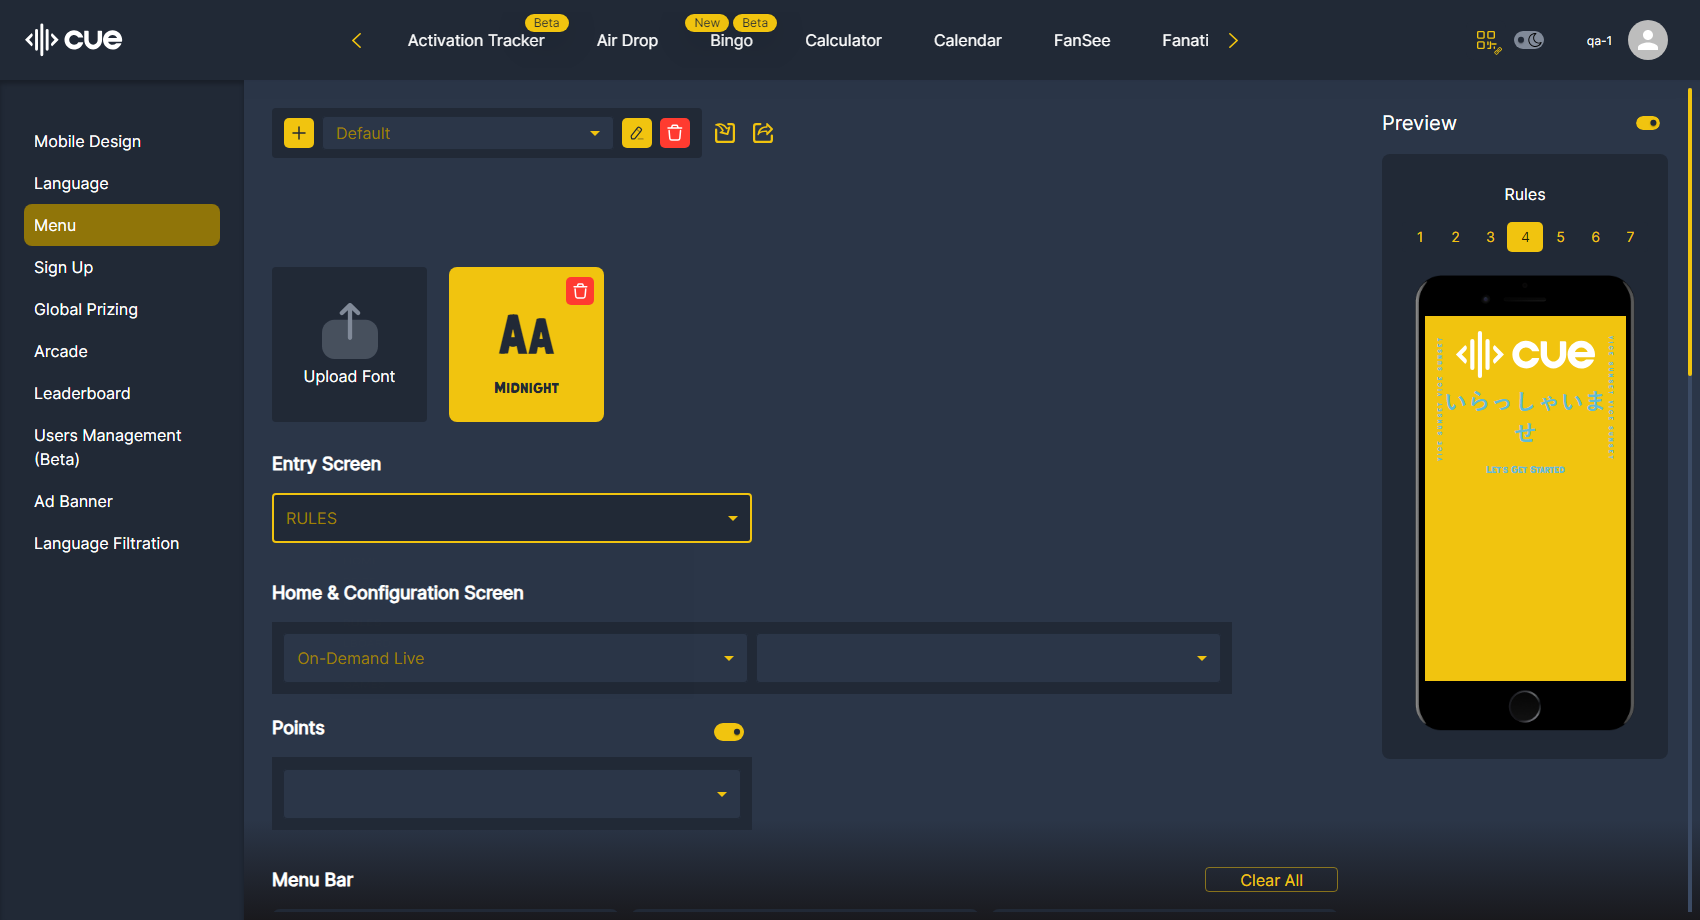 cue
Beta
New
Beta
Activation Tracker
Air Drop
Bingo
Calculator
Calendar
FanSee
Fanati
qa-1
Mobile Design
Language
Menu
Sign Up
Global Prizing
Arcade
Leaderboard
Users Management
(Beta)
Ad Banner
Language Filtration
Default
Upload Font
AA
MIDNIGHT
Entry Screen
RULES
Home & Configuration Screen
On-Demand Live
Points
Menu Bar
Clear All
Preview
Rules
1 2 3 4 5 6 7
cue
いらっしゃいま
せ
LET'S GET STARTED